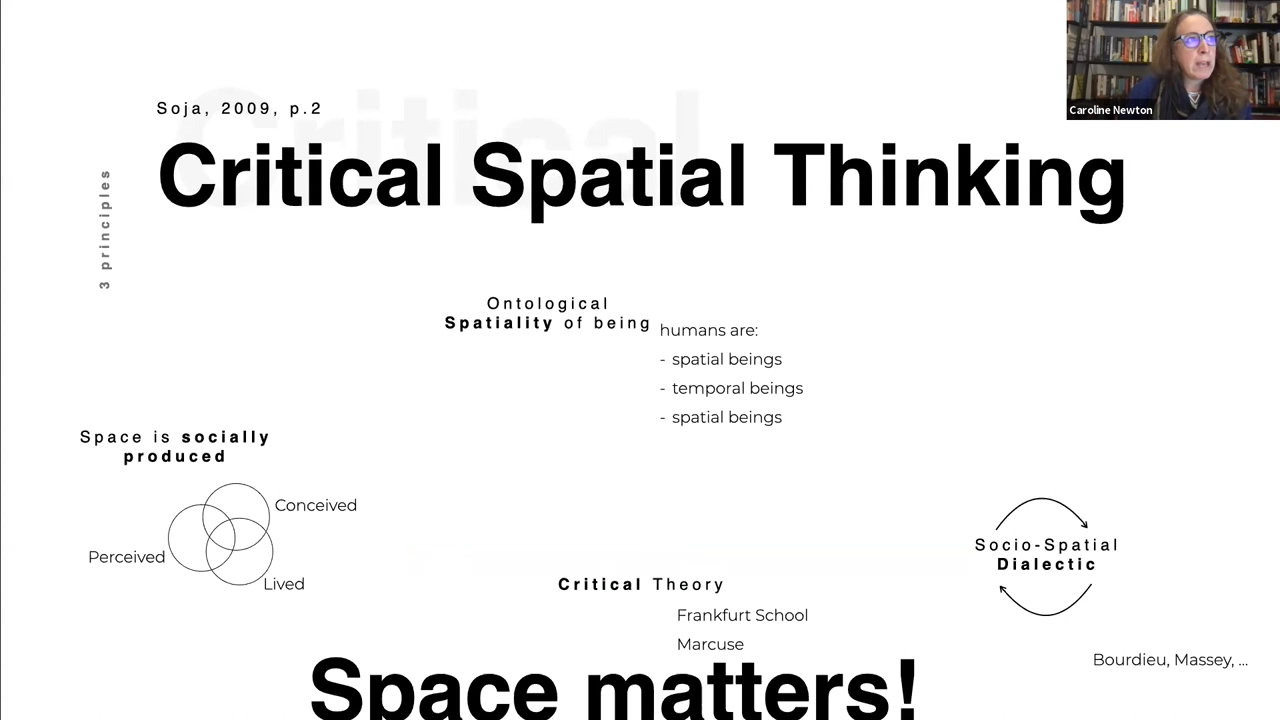 Caroline Newton
Soja, 2009, p.2
Critical
Critical Spatial Thinking
3 principles
Ontological
Spatiality of being
humans are:
- spatial beings
- temporal beings
- spatial beings
Space is socially
produced
Conceived
Perceived
Lived
Socio-Spatial
Dialectic
Critical Theory
Frankfurt School
Marcuse
Bourdieu, Massey, ...
Space matters!